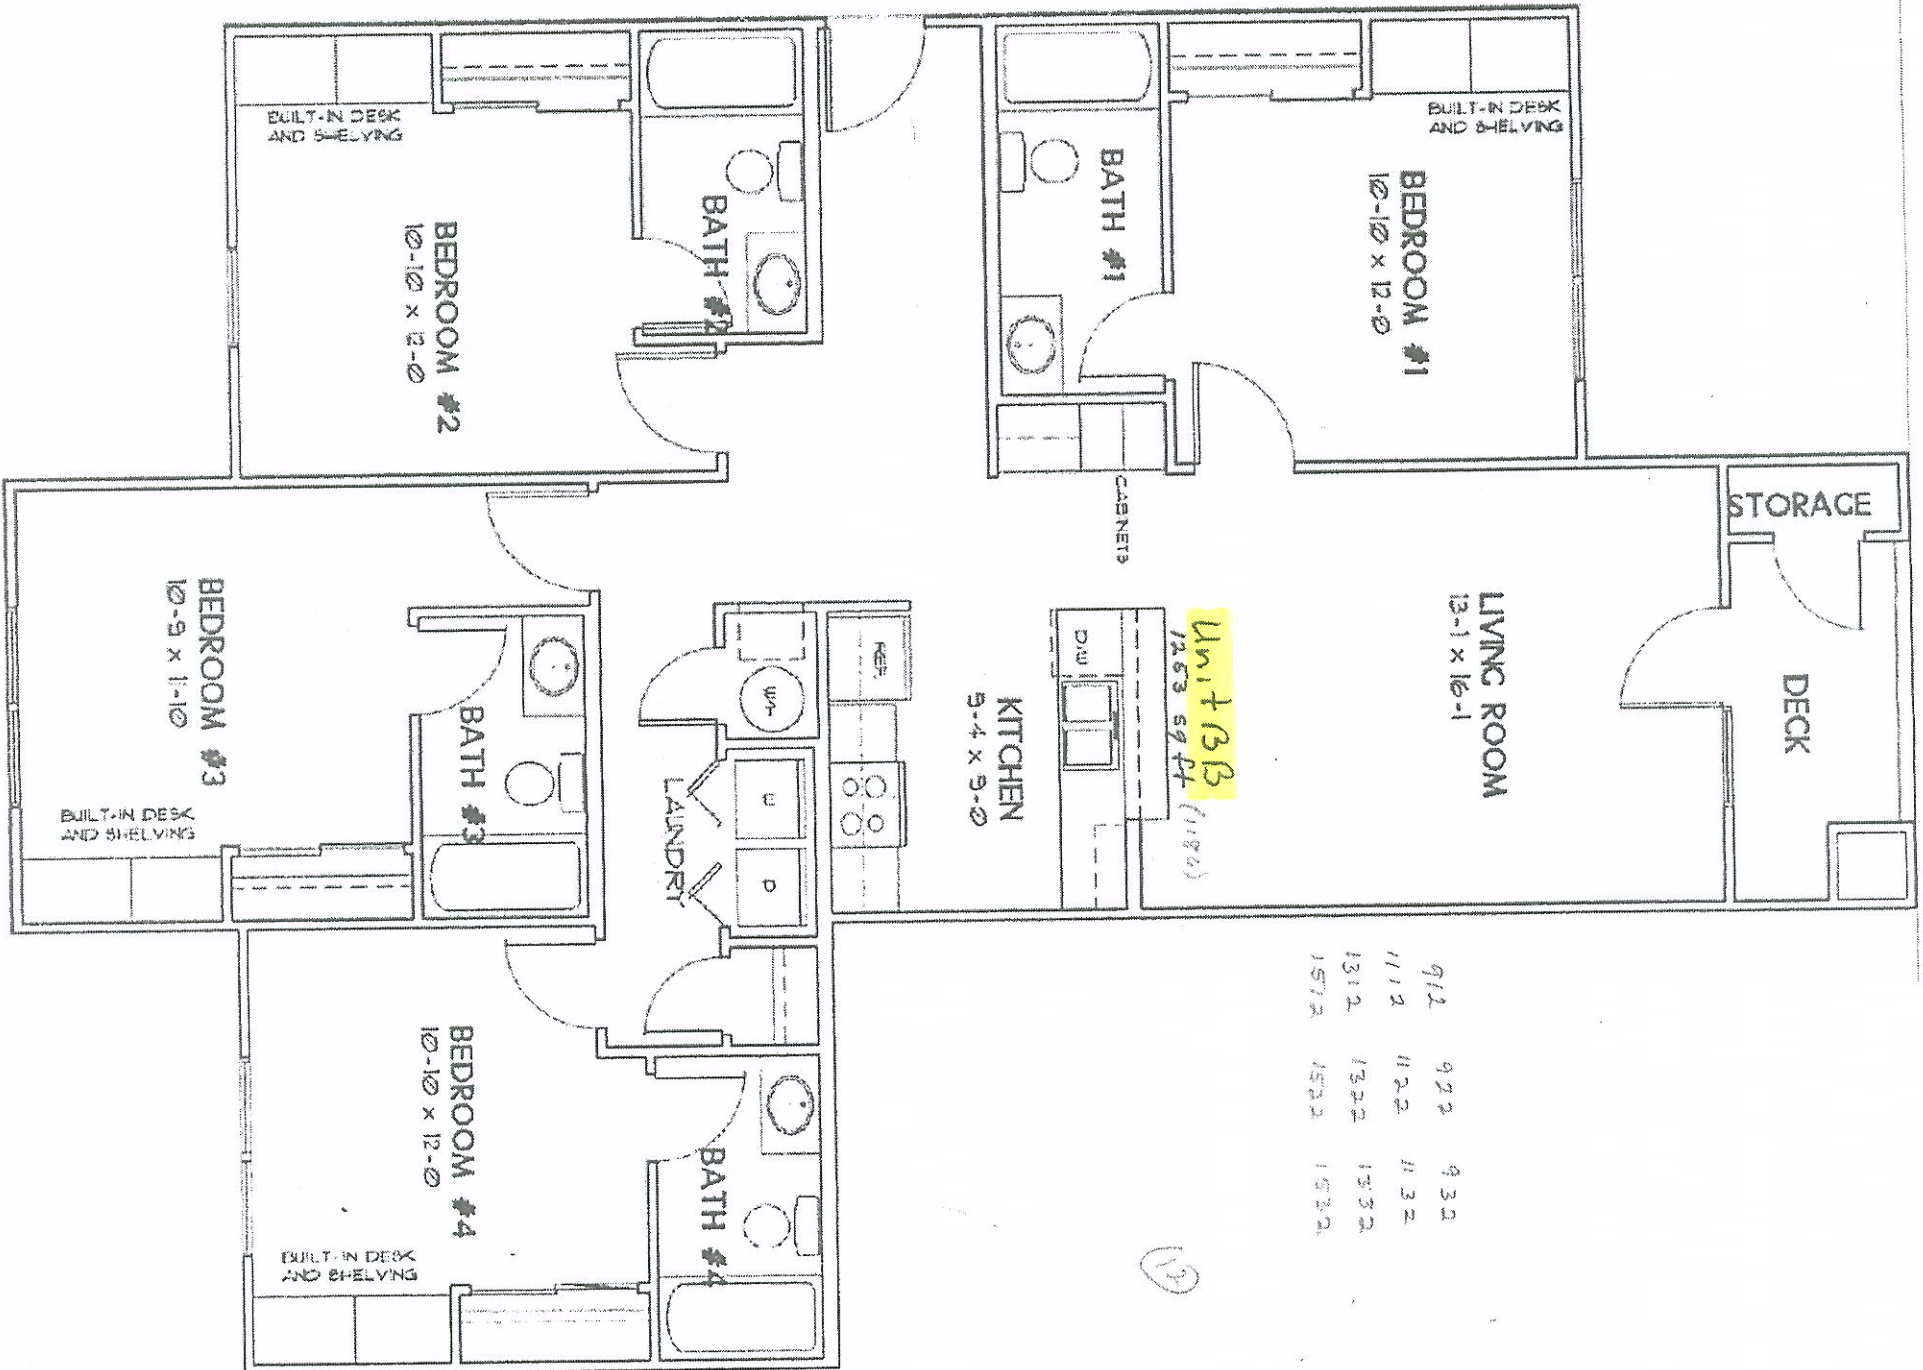 BUILT-IN DESK
AND SHELVING
BUILT-IN DESK
AND SHELVING
BATH #1
BEDROOM #1
10-10 x 12-0
BATH #2
BEDROOM #2
10-10 x 12-0
CABINETS
STORAGE
DECK
LIVING ROOM
13-1 x 16-1
Unit BB
1253 sq ft (1186)
D.W
REF.
KITCHEN
9-4 x 9-0
BEDROOM #3
10-9 x 11-10
BATH #3
LAUNDRY
D
BUILT-IN DESK
AND SHELVING
912 922 932
1112 1122 1132
1312 1322 1332
1512 1522 1532
12
BEDROOM #4
10-10 x 12-0
BATH #4
BUILT-IN DESK
AND SHELVING